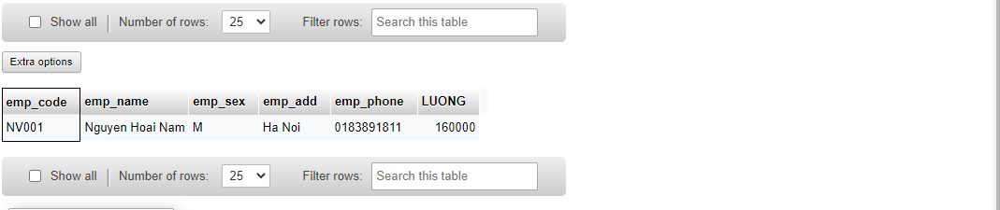 Show all Number of rows: 25 Filter rows: Search this table
Extra options
emp_code emp_name emp_sex emp_add emp_phone LUONG
NV001 Nguyen Hoai Nam M Ha Noi 0183891811 160000
Show all Number of rows: 25 Filter rows: Search this table